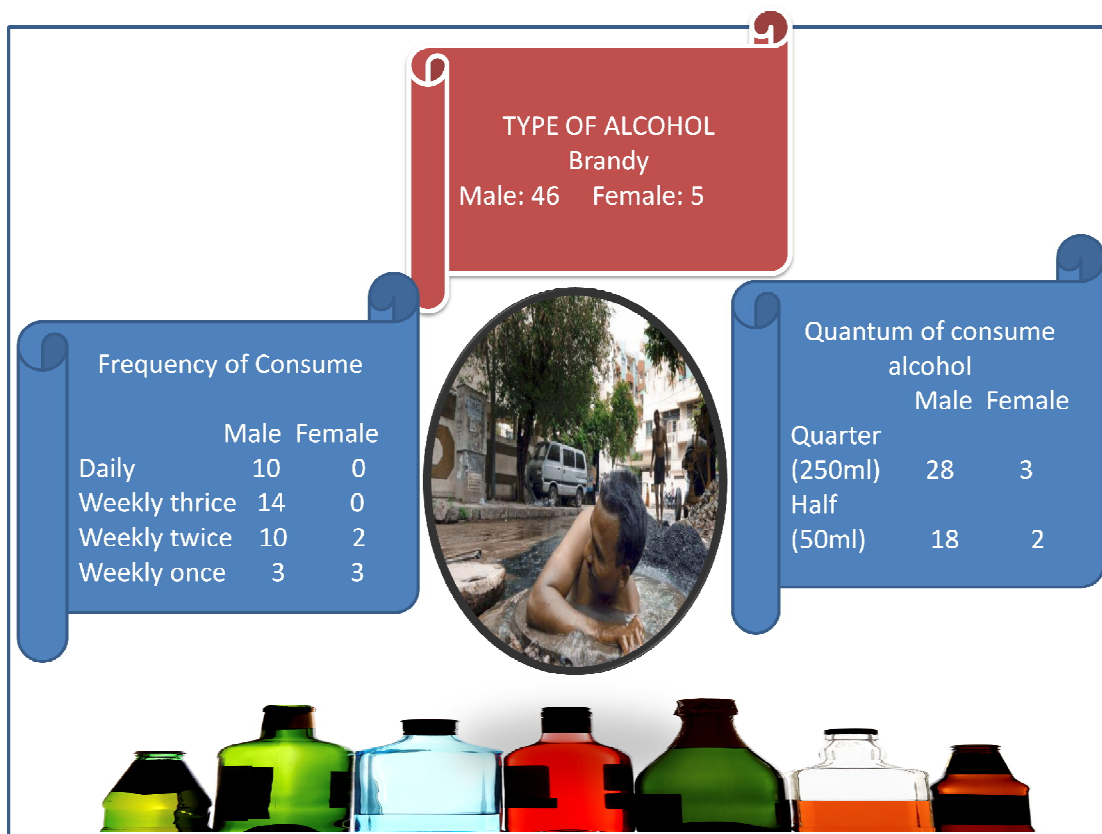 TYPE OF ALCOHOL
Brandy
Male: 46 Female: 5
Frequency of Consume
Male Female
Daily 10 0
Weekly thrice 14 0
Weekly twice 10 2
Weekly once 3 3
Quantum of consume
alcohol
Male Female
Quarter
(250ml) 28 3
Half
(50ml) 18 2